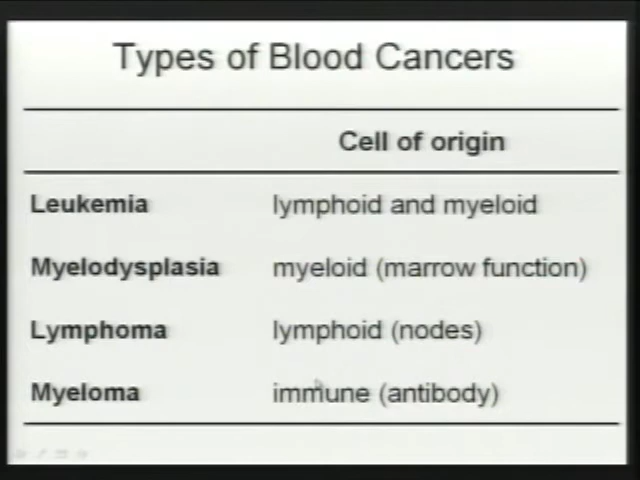 Types of Blood Cancers
Cell of origin
Leukemia lymphoid and myeloid
Myelodysplasia myeloid (marrow function)
Lymphoma lymphoid (nodes)
Myeloma immune (antibody)